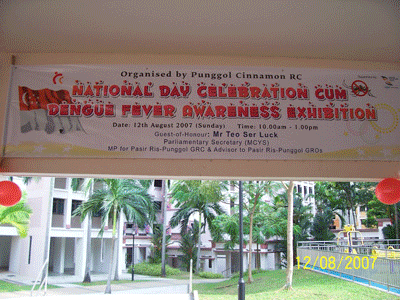 Organised by Punggol Cinnamon RC
NATIONAL DAY CELEBRATION CUM
DENGUE FEVER AWARENESS EXHIBITION
Date: 12th August 2007 (Sunday) Time: 10.00am - 1.00pm
Guest-of-Honour: Mr Teo Ser Luck
Parliamentary Secretary (MCYS)
MP for Pasir Ris-Punggol GRC & Advisor to Pasir Ris-Punggol GROs
12/08/2007